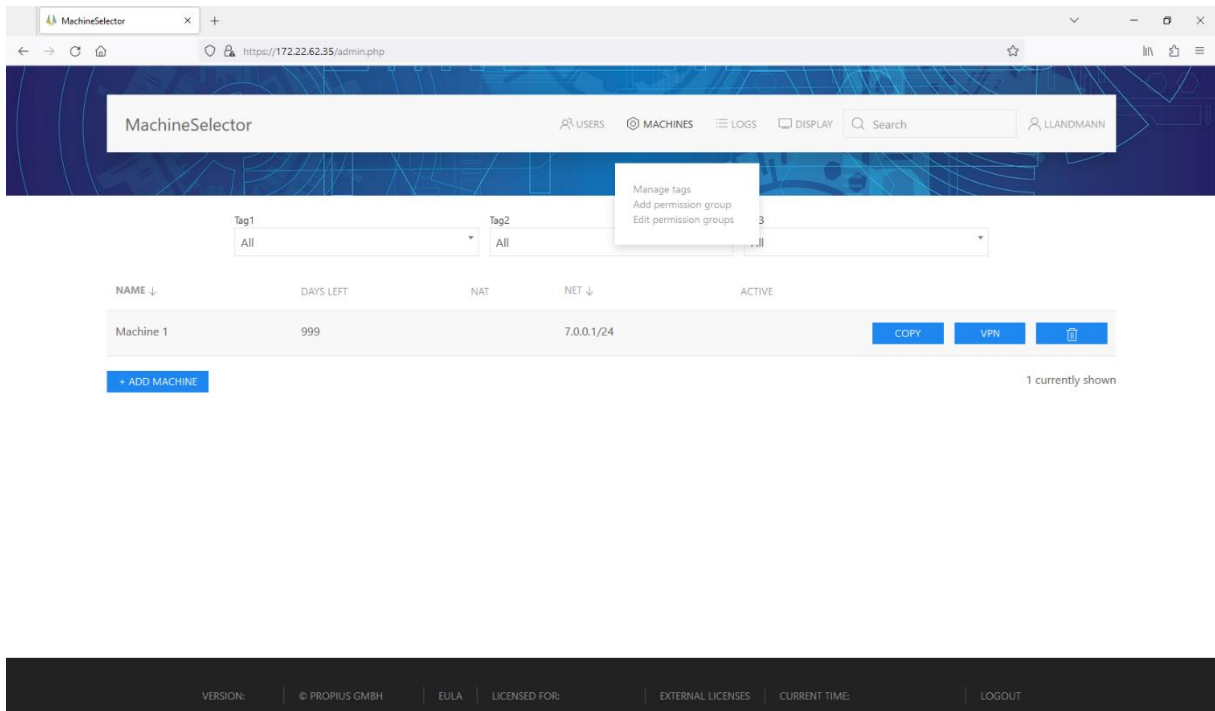 MachineSelector
https://172.22.62.35/admin.php
MachineSelector
USERS MACHINES LOGS DISPLAY Search LLANDMANN
Manage tags
Add permission group
Edit permission groups
Tag1 Tag2 3
All All All
NAME ↓ DAYS LEFT NAT NET ↓ ACTIVE
Machine 1 999 7.0.0.1/24 COPY VPN
+ ADD MACHINE 1 currently shown
VERSION: © PROPIUS GMBH EULA LICENSED FOR: EXTERNAL LICENSES CURRENT TIME: LOGOUT